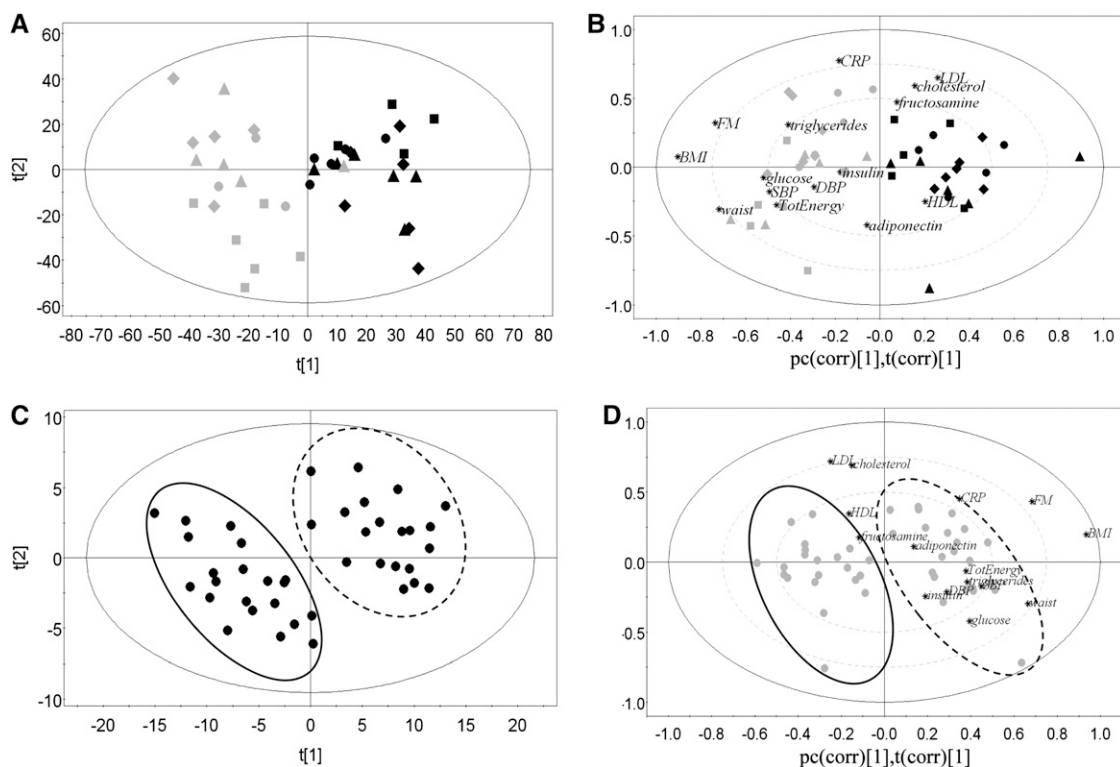 A
60
40
20
0
-20
-40
-60
t[2]
-80 -70 -60 -50 -40 -30 -20 -10 0 10 20 30 40 50 60 70 80
t[1]
B
1.0
0.5
0.0
-0.5
-1.0
CRP
LDL
cholesterol
fructosamine
FM
triglycerides
BMI
insulin
glucose
SBP
DBP
TotEnergy
waist
HDL
adiponectin
-1.0 -0.8 -0.6 -0.4 -0.2 0.0 0.2 0.4 0.6 0.8 1.0
pc(corr)[1],t(corr)[1]
C
10
5
0
-5
-10
t[2]
-20 -15 -10 -5 0 5 10 15 20
t[1]
D
1.0
0.5
0.0
-0.5
-1.0
LDL
cholesterol
CRP
FM
HDL
BMI
fructosamine
adiponectin
TotEnergy
triglycerides
DBP
insulin
waist
glucose
-1.0 -0.8 -0.6 -0.4 -0.2 -0.0 0.2 0.4 0.6 0.8 1.0
pc(corr)[1],t(corr)[1]